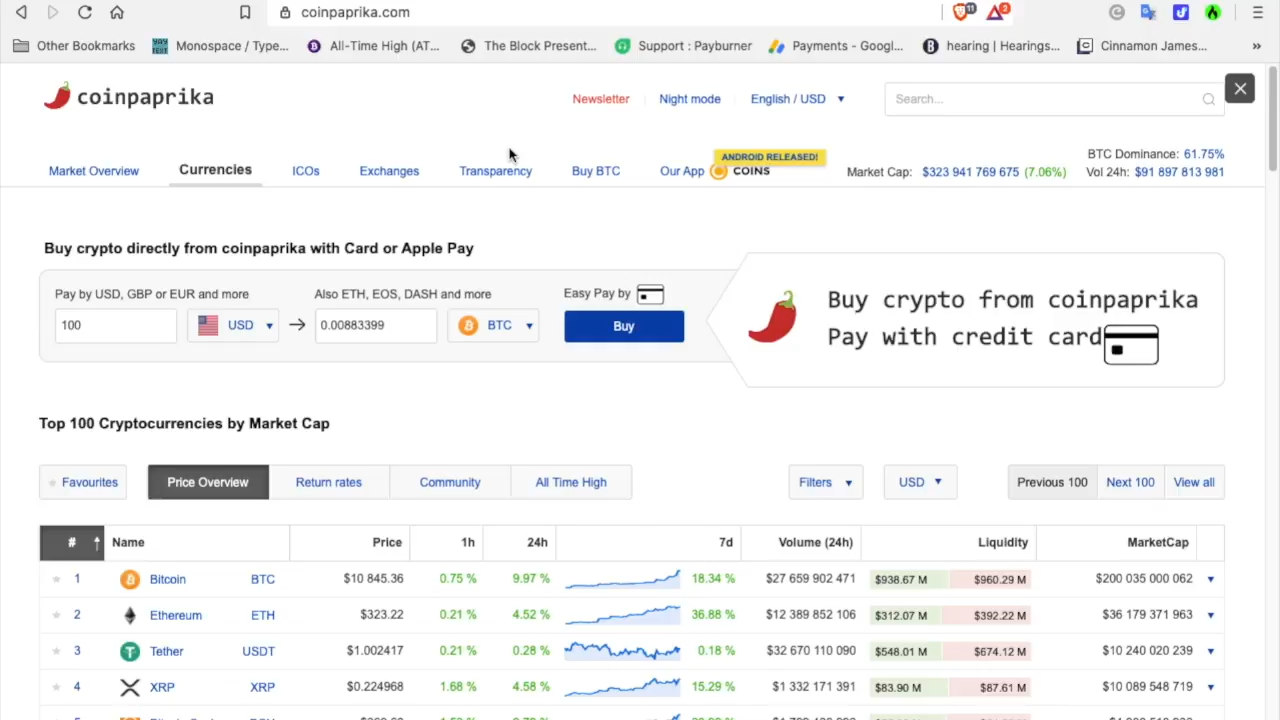 coinpaprika.com
11
2
Other Bookmarks
YAY TEXT
Monospace / Type...
All-Time High (AT...
The Block Present...
Support : Payburner
Payments - Googl...
hearing | Hearings...
Cinnamon James...
»
coinpaprika
Newsletter
Night mode
English / USD
Search...
Market Overview
Currencies
ICOs
Exchanges
Transparency
Buy BTC
Our App
ANDROID RELEASED!
COINS
Market Cap: $323 941 769 675 (7.06%)
BTC Dominance: 61.75%
Vol 24h: $91 897 813 981
Buy crypto directly from coinpaprika with Card or Apple Pay
Pay by USD, GBP or EUR and more
Also ETH, EOS, DASH and more
Easy Pay by
100
USD
0.00883399
BTC
Buy
Buy crypto from coinpaprika
Pay with credit card
Top 100 Cryptocurrencies by Market Cap
Favourites
Price Overview
Return rates
Community
All Time High
Filters
USD
Previous 100
Next 100
View all
# Name Price 1h 24h 7d Volume (24h) Liquidity MarketCap
1 Bitcoin BTC $10 845.36 0.75 % 9.97 % 18.34 % $27 659 902 471 $938.67 M $960.29 M $200 035 000 062
2 Ethereum ETH $323.22 0.21 % 4.52 % 36.88 % $12 389 852 106 $312.07 M $392.22 M $36 179 371 963
3 Tether USDT $1.002417 0.21 % 0.28 % 0.18 % $32 670 110 090 $548.01 M $674.12 M $10 240 020 239
4 XRP XRP $0.224968 1.68 % 4.58 % 15.29 % $1 332 171 391 $83.90 M $87.61 M $10 089 548 719